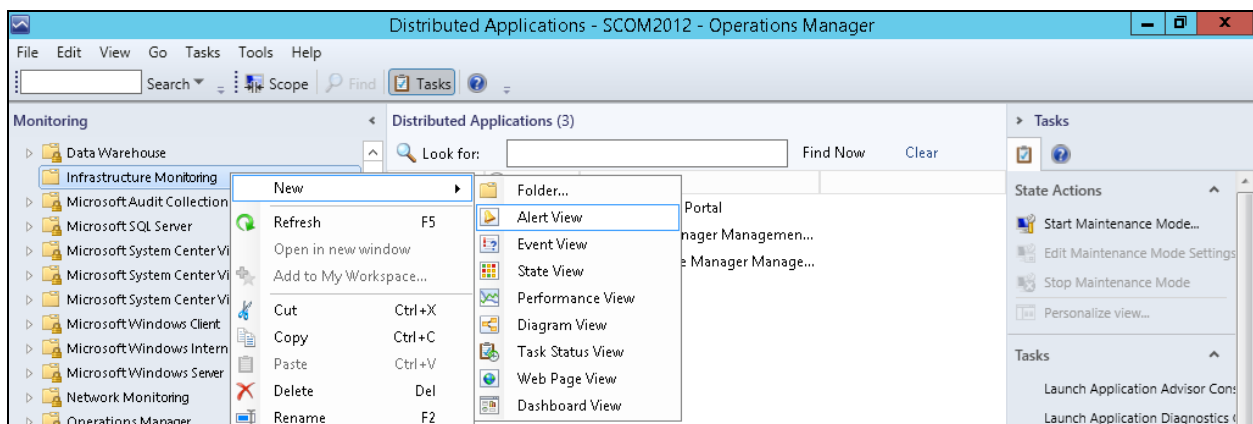 Distributed Applications - SCOM2012 - Operations Manager
File Edit View Go Tasks Tools Help
Search Scope Find Tasks
Monitoring
Data Warehouse
Infrastructure Monitoring
Microsoft Audit Collection
Microsoft SQL Server
Microsoft System Center Vi
Microsoft System Center Vi
Microsoft System Center Vi
Microsoft Windows Client
Microsoft Windows Intern
Microsoft Windows Server
Network Monitoring
Operations Manager
New
Refresh F5
Open in new window
Add to My Workspace...
Cut Ctrl+X
Copy Ctrl+C
Paste Ctrl+V
Delete Del
Rename F2
Folder...
Alert View
Event View
State View
Performance View
Diagram View
Task Status View
Web Page View
Dashboard View
Distributed Applications (3)
Look for: Find Now Clear
Portal
nager Managemen...
e Manager Manage...
Tasks
State Actions
Start Maintenance Mode...
Edit Maintenance Mode Settings
Stop Maintenance Mode
Personalize view...
Tasks
Launch Application Advisor Cons
Launch Application Diagnostics